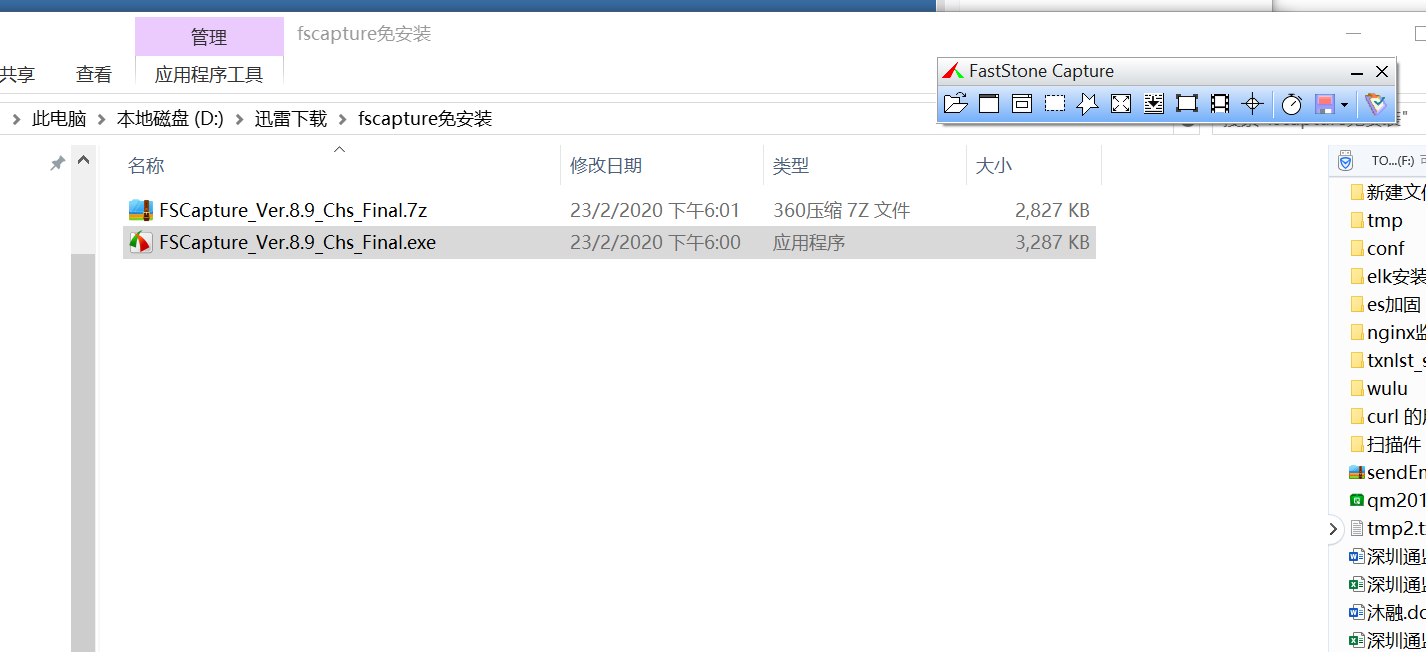 管理
fscapture免安装
共享
查看
应用程序工具
FastStone Capture
此电脑 > 本地磁盘 (D:) > 迅雷下载 > fscapture免安装
名称
修改日期
类型
大小
FSCapture_Ver.8.9_Chs_Final.7z
23/2/2020 下午6:01
360压缩 7Z 文件
2,827 KB
FSCapture_Ver.8.9_Chs_Final.exe
23/2/2020 下午6:00
应用程序
3,287 KB
TO...(F:)
新建文
tmp
conf
elk安装
es加固
nginx
txnlst_s
wulu
curl 的
扫描件
sendEm
qm201
tmp2.t
深圳通
深圳通
沐融.do
深圳通